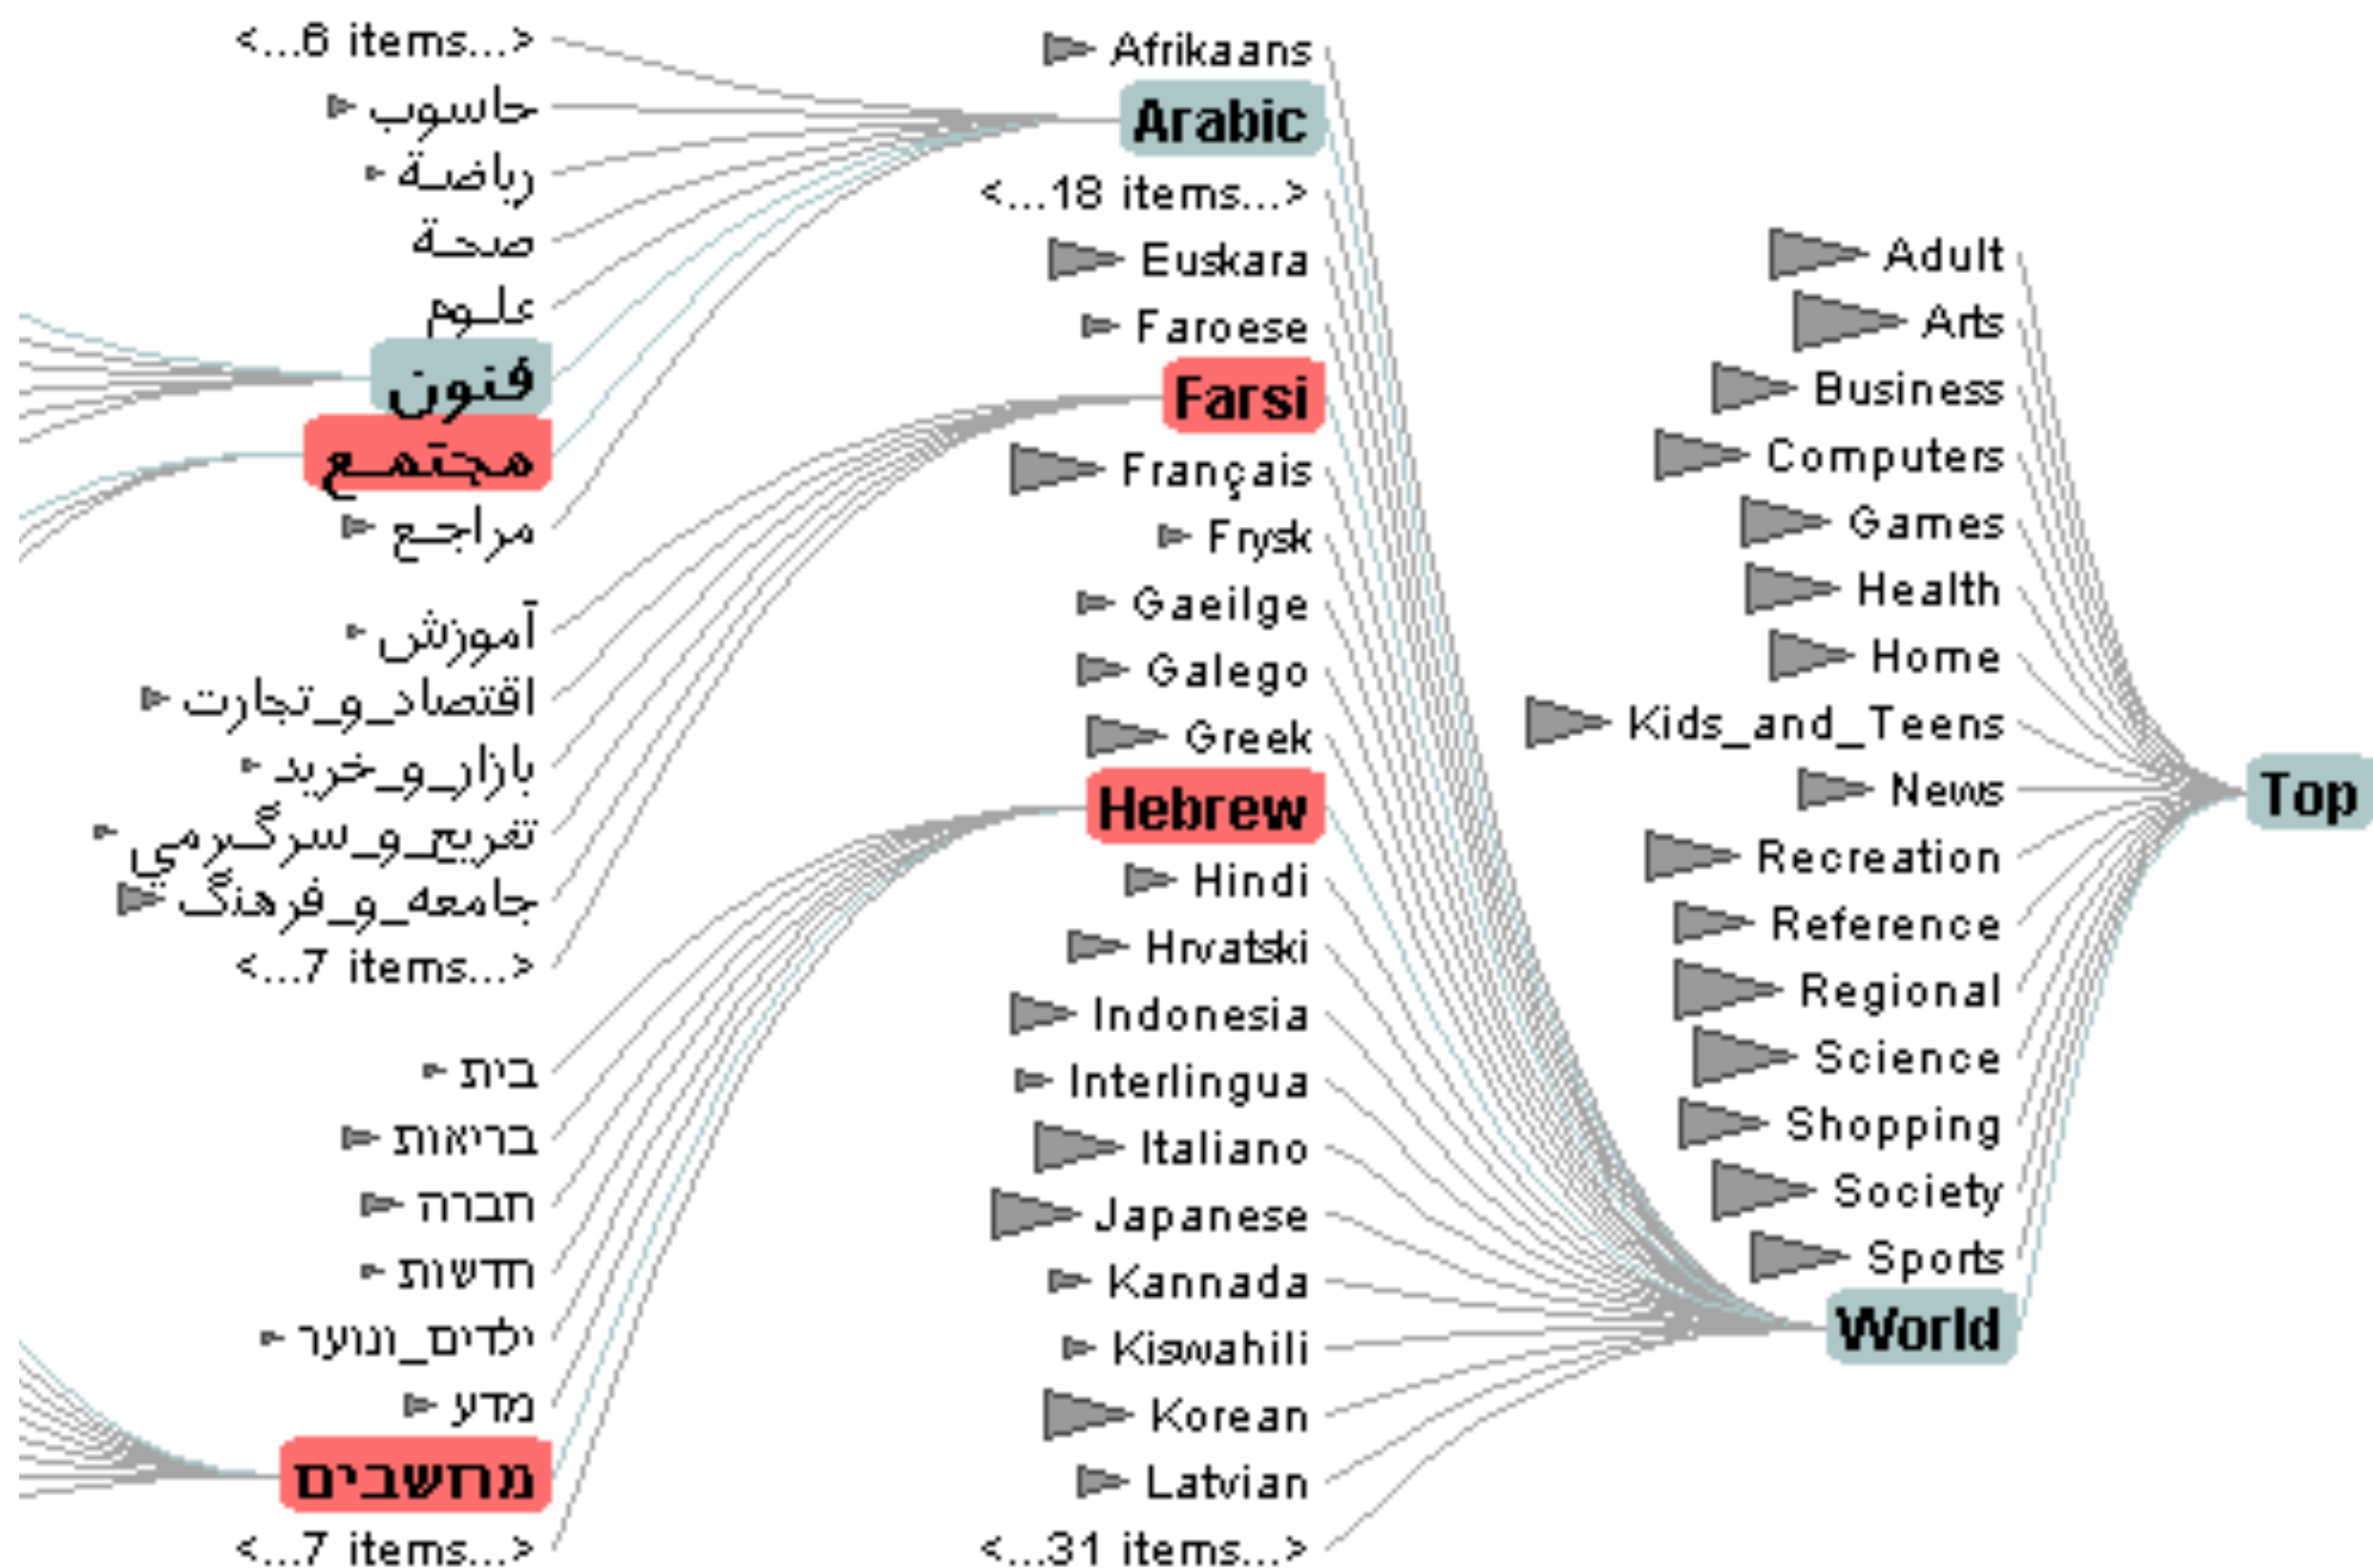 Top
Adult
Arts
Business
Computers
Games
Health
Home
Kids_and_Teens
News
Recreation
Reference
Regional
Science
Shopping
Society
Sports
World
Afrikaans
Arabic
<...18 items...>
Euskara
Faroese
Farsi
Français
Frysk
Gaeilge
Galego
Greek
Hebrew
Hindi
Hrvatski
Indonesia
Interlingua
Italiano
Japanese
Kannada
Kiswahili
Korean
Latvian
<...31 items...>
<...6 items...>
حاسوب
رياضة
صحة
علوم
فنون
مجتمع
مراجع
آموزش
اقتصاد_و_تجارت
بازار_و_خرید
تفریح_و_سرگرمی
جامعه_و_فرهنگ
<...7 items...>
בית
בריאות
חברה
חדשות
ילדים_ונוער
מדע
מחשבים
<...7 items...>